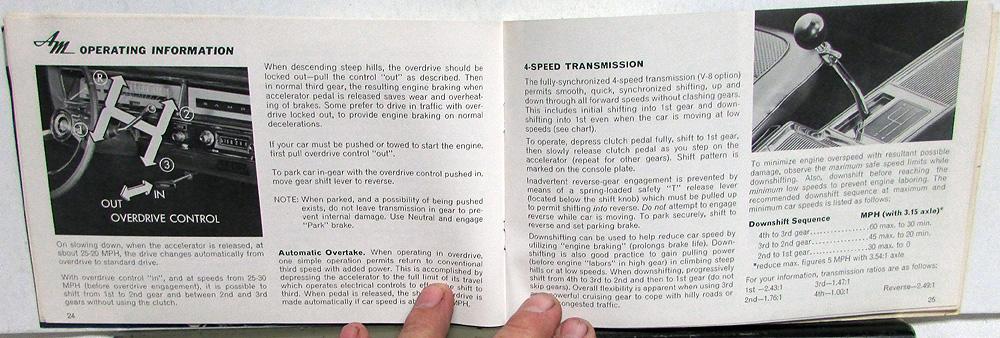 AM OPERATING INFORMATION
R
1
2
3
OUT
IN
OVERDRIVE CONTROL
On slowing down, when the accelerator is released, at
about 25-20 MPH, the drive changes automatically from
overdrive to standard drive.
With overdrive control "in", and at speeds from 25-30
MPH (before overdrive engagement), it is possible to
shift from 1st to 2nd gear and between 2nd and 3rd
gears without using the clutch.
24
When descending steep hills, the overdrive should be
locked out—pull the control "out" as described. Then
in normal third gear, the resulting engine braking when
accelerator pedal is released saves wear and overheat-
ing of brakes. Some prefer to drive in traffic with over-
drive locked out, to provide engine braking on normal
decelerations.
If your car must be pushed or towed to start the engine,
first pull overdrive control "out".
To park car in-gear with the overdrive control pushed in,
move gear shift lever to reverse.
NOTE: When parked, and a possibility of being pushed
exists, do not leave transmission in gear to pre-
vent internal damage. Use Neutral and engage
"Park" brake.
Automatic Overtake. When operating in overdrive,
one simple operation permits return to conventional
third speed with added power. This is accomplished by
depressing the accelerator to the full limit of its travel
which operates electrical controls to shift to
third. When pedal is released, the drive is
made automatically if car speed is MPH.
4-SPEED TRANSMISSION
The fully-synchronized 4-speed transmission (V-8 option)
permits smooth, quick, synchronized shifting, up and
down through all forward speeds without clashing gears.
This includes initial shifting into 1st gear and down-
shifting into 1st even when the car is moving at low
speeds (see chart).
To operate, depress clutch pedal fully, shift to 1st gear,
then slowly release clutch pedal as you step on the
accelerator (repeat for other gears). Shift pattern is
marked on the console plate.
Inadvertent reverse-gear engagement is prevented by
means of a spring-loaded safety "T" release lever
(located below the shift knob) which must be pulled up
to permit shifting into reverse. Do not attempt to engage
reverse while car is moving. To park securely, shift to
reverse and set parking brake.
Downshifting can be used to help reduce car speed by
utilizing "engine braking" (prolongs brake life). Down-
shifting is also good practice to gain pulling power
(before engine "labors" in high gear) in climbing steep
hills or at low speeds. When downshifting, progressively
shift from 4th to 3rd to 2nd and then to 1st gear (do not
skip gears). Overall flexibility is apparent when using 3rd
powerful cruising gear to cope with hilly roads or
congested traffic.
To minimize engine overspeed with resultant possible
damage, observe the maximum safe speed limits while
downshifting. Also, downshift before reaching the
minimum low speeds to prevent engine laboring. The
recommended downshift sequence at maximum and
minimum car speeds is listed as follows;
Downshift Sequence MPH (with 3.15 axle)*
4th to 3rd gear..............60 max. to 30 min.
3rd to 2nd gear..............45 max. to 20 min.
2nd to 1st gear..............30 max. to 0
*reduce max. figures 5 MPH with 3.54:1 axle
For your information, transmission ratios are as follows:
1st —2.43:1 3rd—1.47:1 Reverse—2.49:1
2nd—1.76:1 4th—1.00:1
25